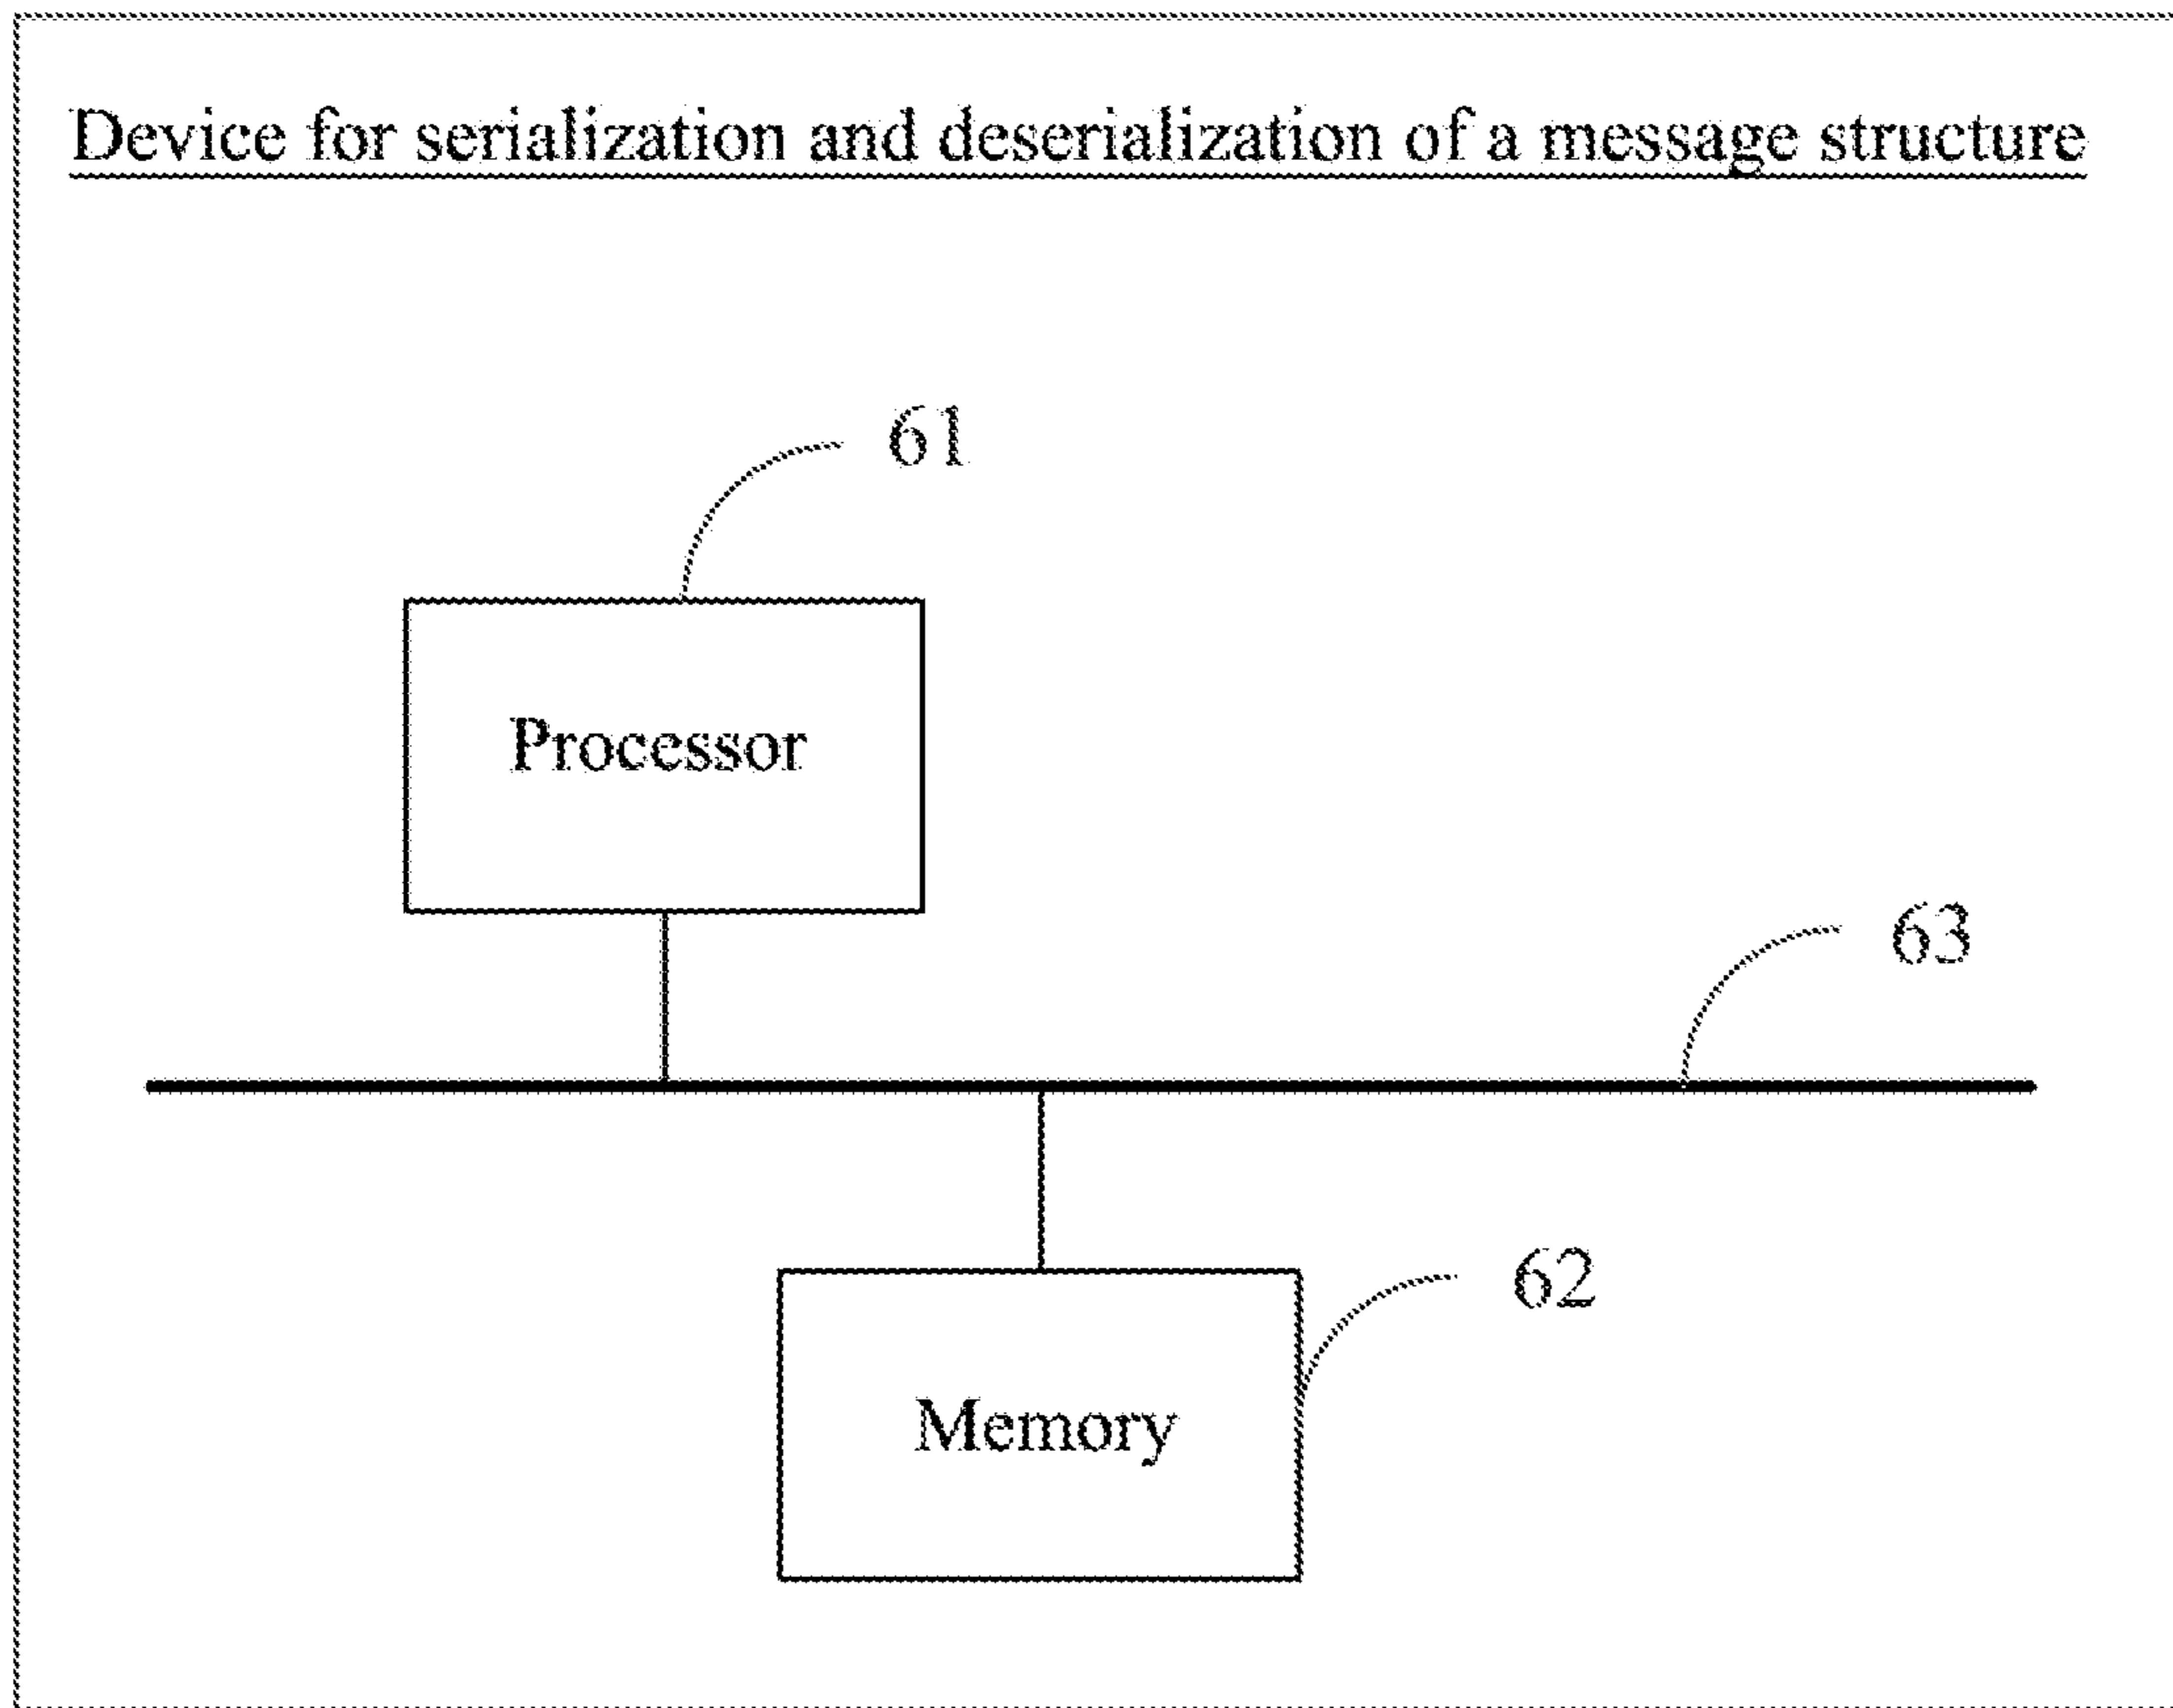 Device for serialization and deserialization of a message structure
61
Processor
63
62
Memory